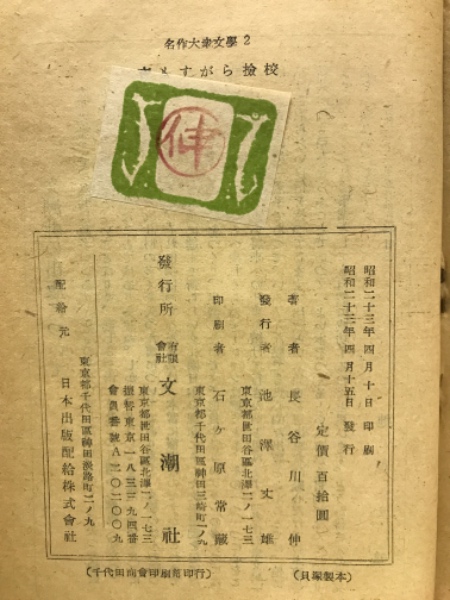 名作大衆文學 2
すがら撿校
伸
昭和二十三年四月十日 印刷
昭和二十三年四月十五日 發行
定價 百拾圓
著者 長谷川伸
發行者 池澤丈雄
東京都世田谷區北澤二ノ一七三
印刷者 石ヶ原常藏
東京都千代田區神田三崎町一ノ九
發行所 有限會社 文潮社
東京都世田谷區北澤二ノ一七三
振替東京一八三三九四番
會員番號A二〇二〇〇九
東京都千代田區神田淡路町二ノ九
配給元 日本出版配給株式會社
(千代田商會印刷所印行)
(貝塚製本)